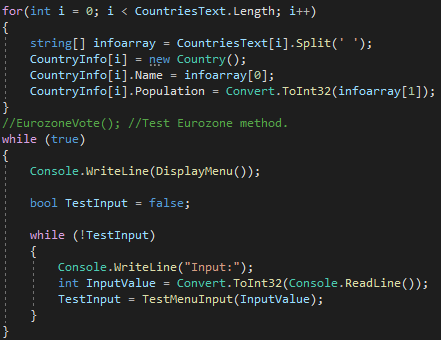 for(int i = 0; i < CountriesText.Length; i++)
{
string[] infoarray = CountriesText[i].Split(' ');
CountryInfo[i] = new Country();
CountryInfo[i].Name = infoarray[0];
CountryInfo[i].Population = Convert.ToInt32(infoarray[1]);
}
//EurozoneVote(); //Test Eurozone method.
while (true)
{
Console.WriteLine(DisplayMenu());
bool TestInput = false;
while (!TestInput)
{
Console.WriteLine("Input:");
int InputValue = Convert.ToInt32(Console.ReadLine());
TestInput = TestMenuInput(InputValue);
}
}